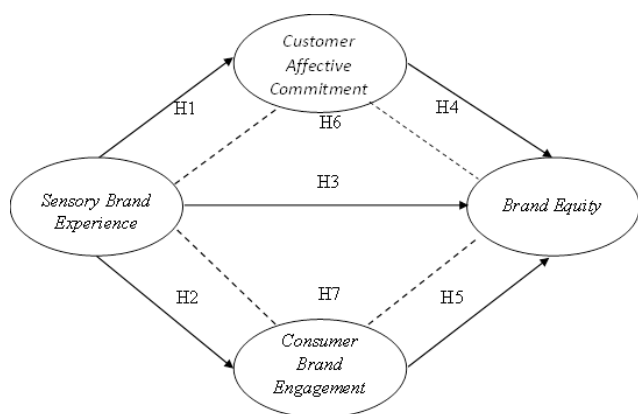 Customer
Affective
Commitment
H1
H4
H6
H3
Sensory Brand
Experience
Brand Equity
H2
H7
H5
Consumer
Brand
Engagement